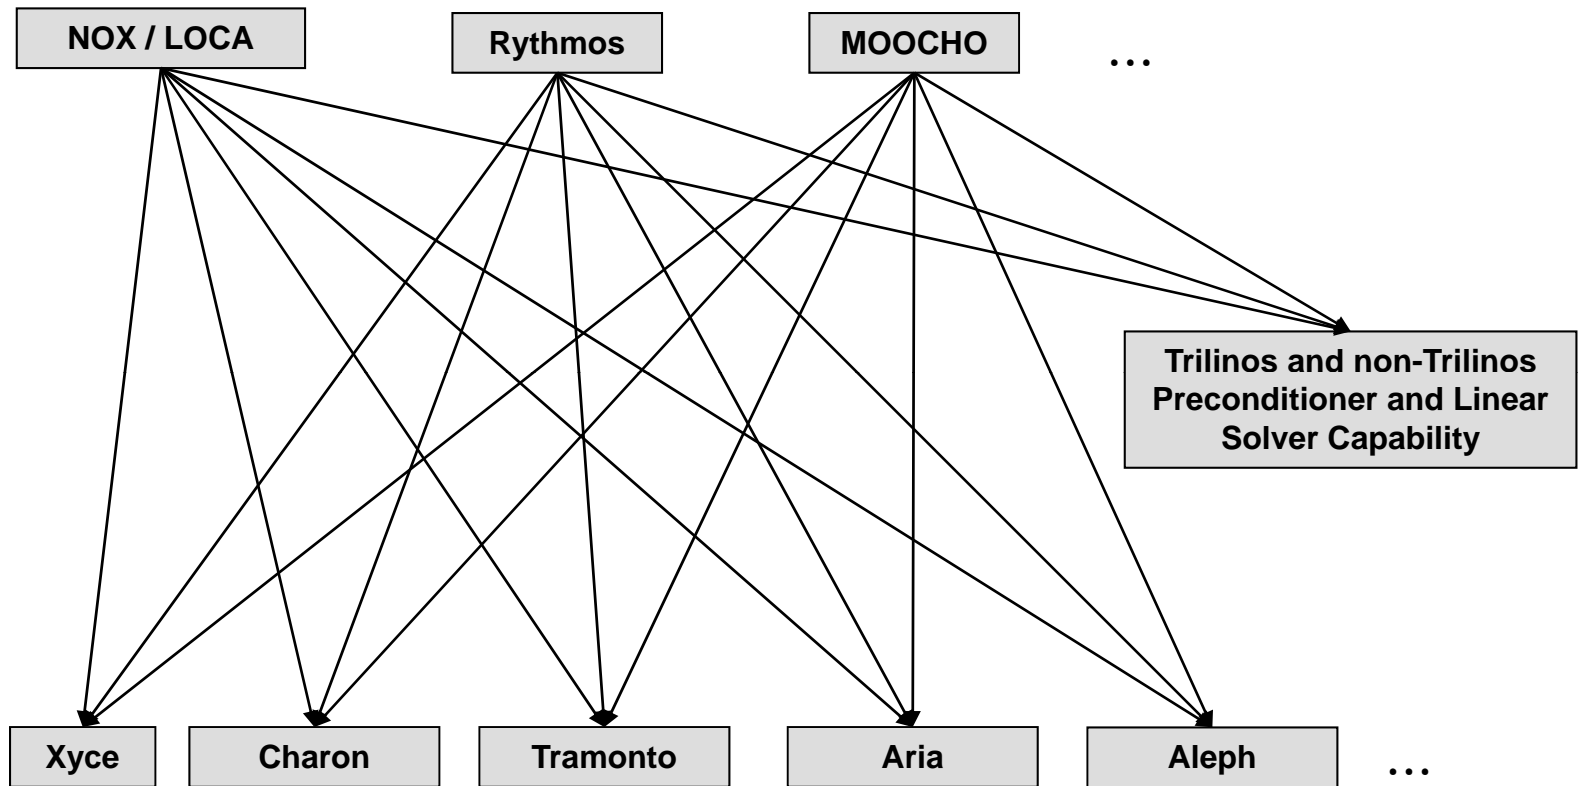 NOX / LOCA
Rythmos
MOOCHO
...
Trilinos and non-Trilinos
Preconditioner and Linear
Solver Capability
Xyce
Charon
Tramonto
Aria
Aleph
...